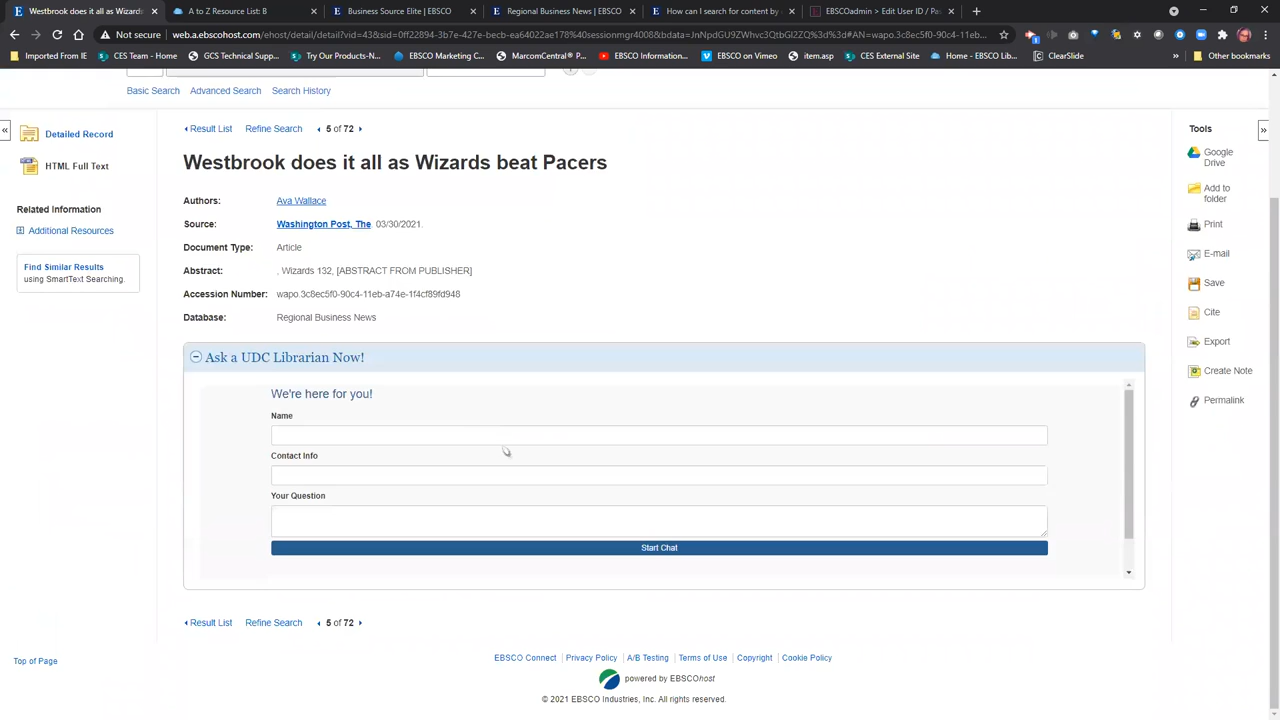 Westbrook does it all as Wizards
A to Z Resource List B
Business Source Elite | EBSCO
Regional Business News | EBSCO
How can I search for content by
EBSCOadmin > Edit User ID / Pa
Not secure | web.ebscohost.com/ehost/detail/detail?vid=43&sid=0ff22894-3b7e-427e-becb-ea64022ae178%40sessionmgr4008&bdata=JnNpdGU9ZWhvc3QtbGl2ZQ%3d%3d#AN=wapo.3c8ec5f0-90c4-11eb-a74e-1f4cf89fd948&db=...
Imported From IE
CES Team - Home
GCS Technical Supp...
Try Out Products-N...
EBSCO Marketing C...
MarcomCentral® P...
EBSCO Information...
EBSCO on Vimeo
item.asp
EBSCO Update Cas...
Home - EBSCO Lib...
ClearSlide
»
Other bookmarks
Basic Search
Advanced Search
Search History
«
Detailed Record
HTML Full Text
Related Information
Additional Resources
Find Similar Results
using SmartText Searching.
Result List
Refine Search
5 of 72
Westbrook does it all as Wizards beat Pacers
Authors: Ava Wallace
Source: Washington Post, The. 03/30/2021.
Document Type: Article
Abstract: , Wizards 132, [ABSTRACT FROM PUBLISHER]
Accession Number: wapo.3c8ec5f0-90c4-11eb-a74e-1f4cf89fd948
Database: Regional Business News
Ask a UDC Librarian Now!
We're here for you!
Name
Contact Info
Your Question
Start Chat
Result List
Refine Search
5 of 72
Tools
»
Google
Drive
Add to
folder
Print
E-mail
Save
Cite
Export
Create Note
Permalink
Top of Page
EBSCO Connect | Privacy Policy | A/B Testing | Terms of Use | Copyright | Cookie Policy
powered by EBSCOhost
© 2021 EBSCO Industries, Inc. All rights reserved.